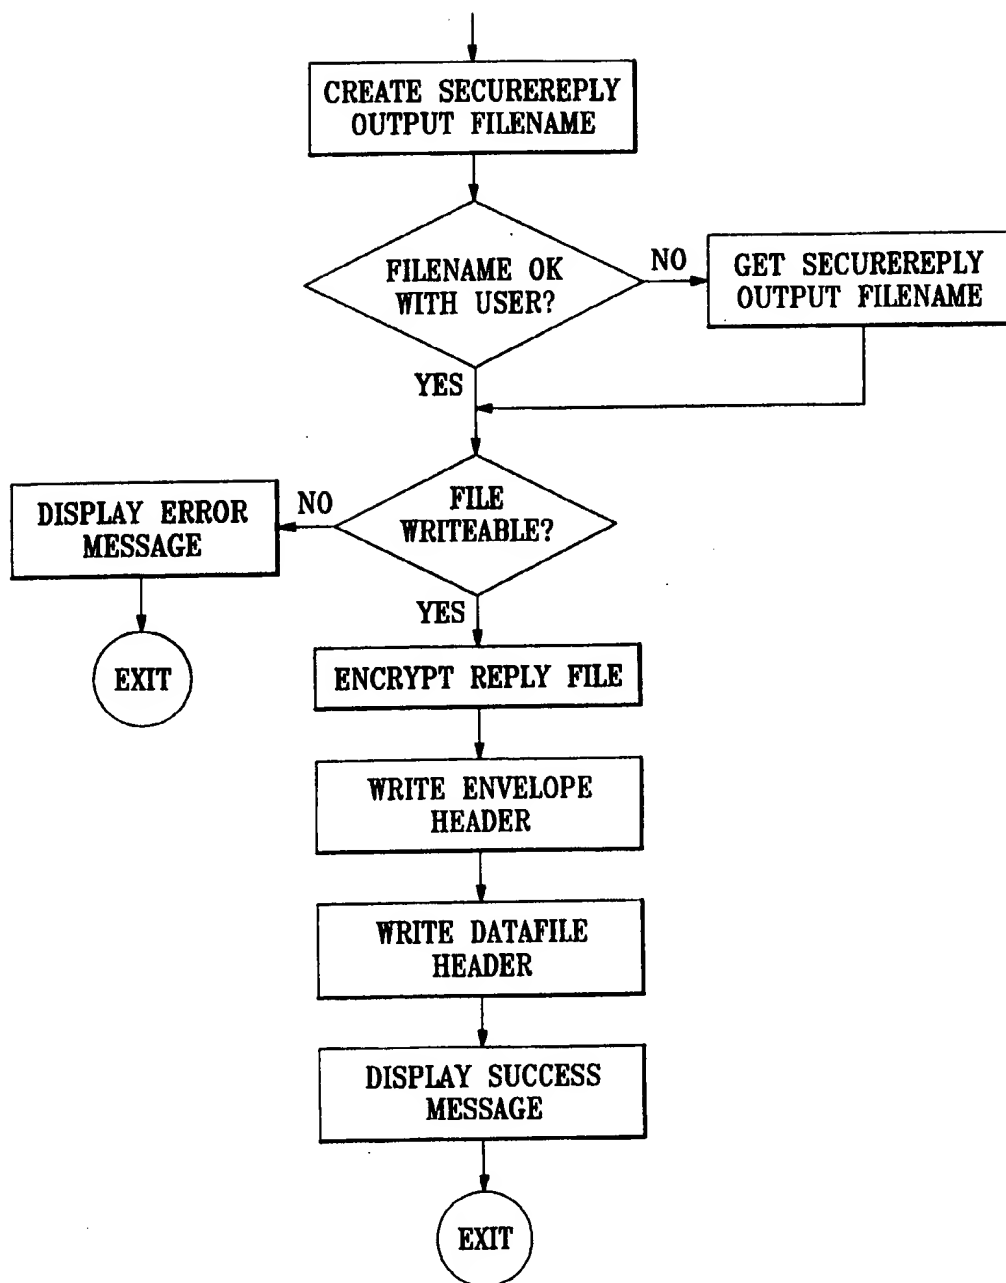 CREATE SECUREREPLY
OUTPUT FILENAME
FILENAME OK
WITH USER?
NO
GET SECUREREPLY
OUTPUT FILENAME
YES
FILE
WRITEABLE?
NO
DISPLAY ERROR
MESSAGE
EXIT
YES
ENCRYPT REPLY FILE
WRITE ENVELOPE
HEADER
WRITE DATAFILE
HEADER
DISPLAY SUCCESS
MESSAGE
EXIT